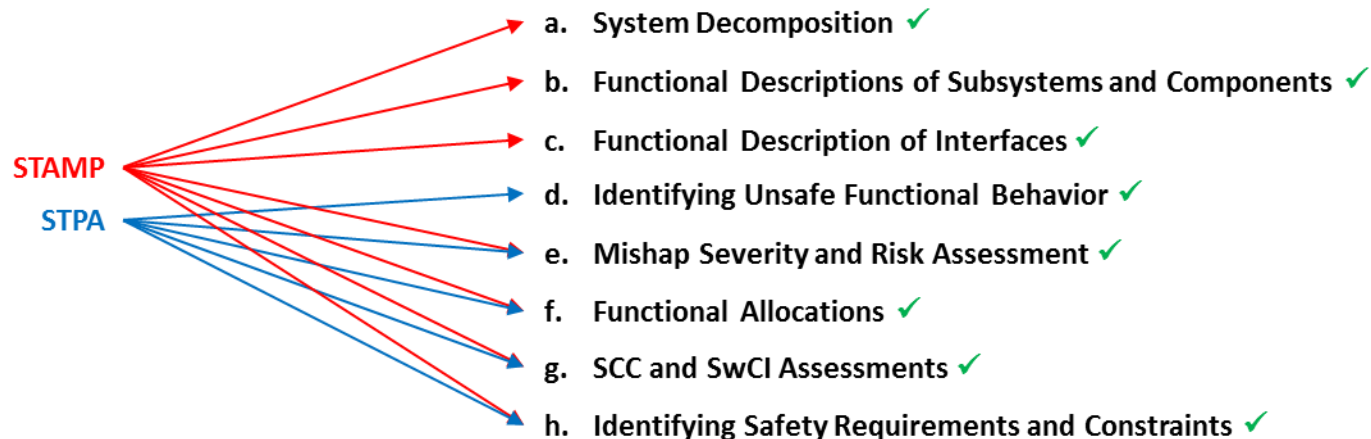 a. System Decomposition ✓
b. Functional Descriptions of Subsystems and Components ✓
c. Functional Description of Interfaces ✓
STAMP
d. Identifying Unsafe Functional Behavior ✓
STPA
e. Mishap Severity and Risk Assessment ✓
f. Functional Allocations ✓
g. SCC and SwCI Assessments ✓
h. Identifying Safety Requirements and Constraints ✓